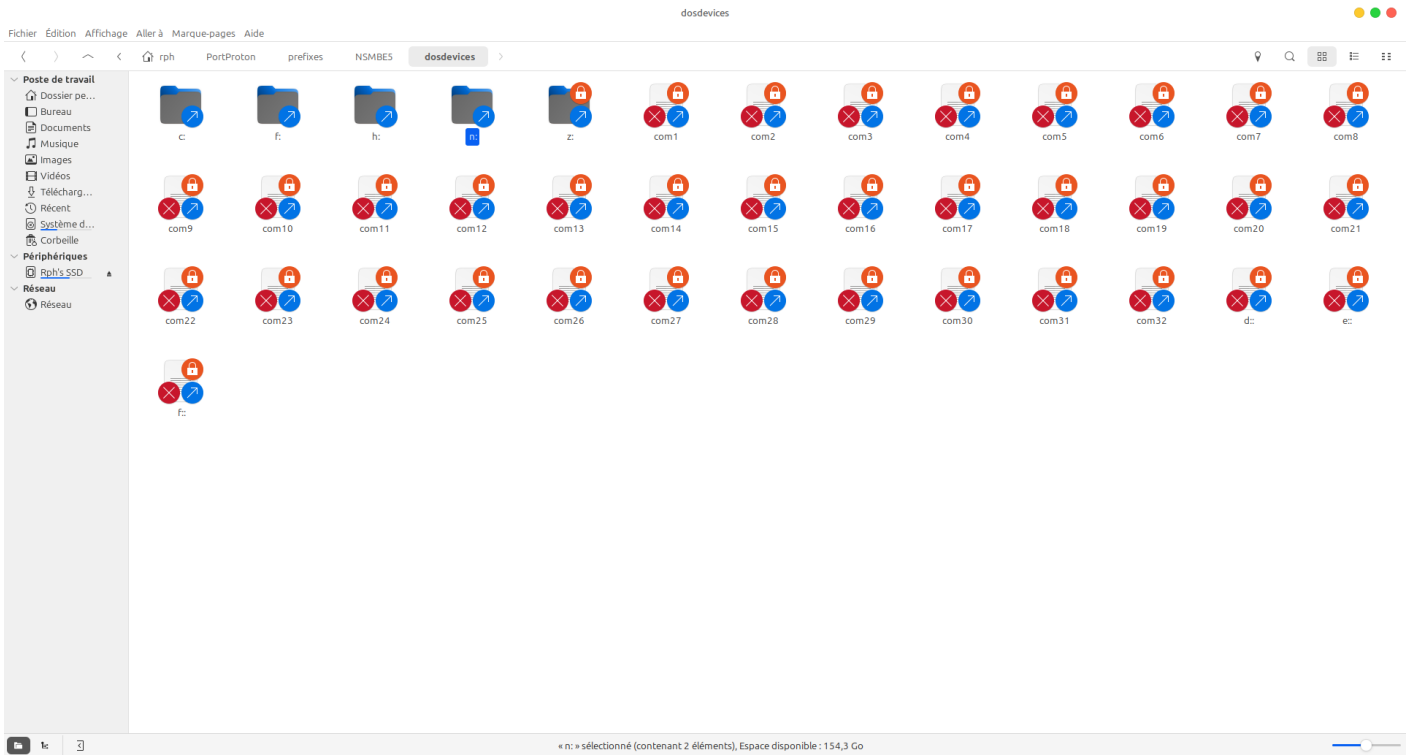 dosdevices
Fichier Édition Affichage Aller à Marque-pages Aide
rph PortProton prefixes NSMBE5 dosdevices
Poste de travail
Dossier pe...
Bureau
Documents
Musique
Images
Vidéos
Télécharg...
Récent
Système d...
Corbeille
Périphériques
Rph's SSD
Réseau
Réseau
c: f: h: n: z: com1 com2 com3 com4 com5 com6 com7 com8
com9 com10 com11 com12 com13 com14 com15 com16 com17 com18 com19 com20 com21
com22 com23 com24 com25 com26 com27 com28 com29 com30 com31 com32 d:: e::
f::
« n: » sélectionné (contenant 2 éléments), Espace disponible : 154,3 Go